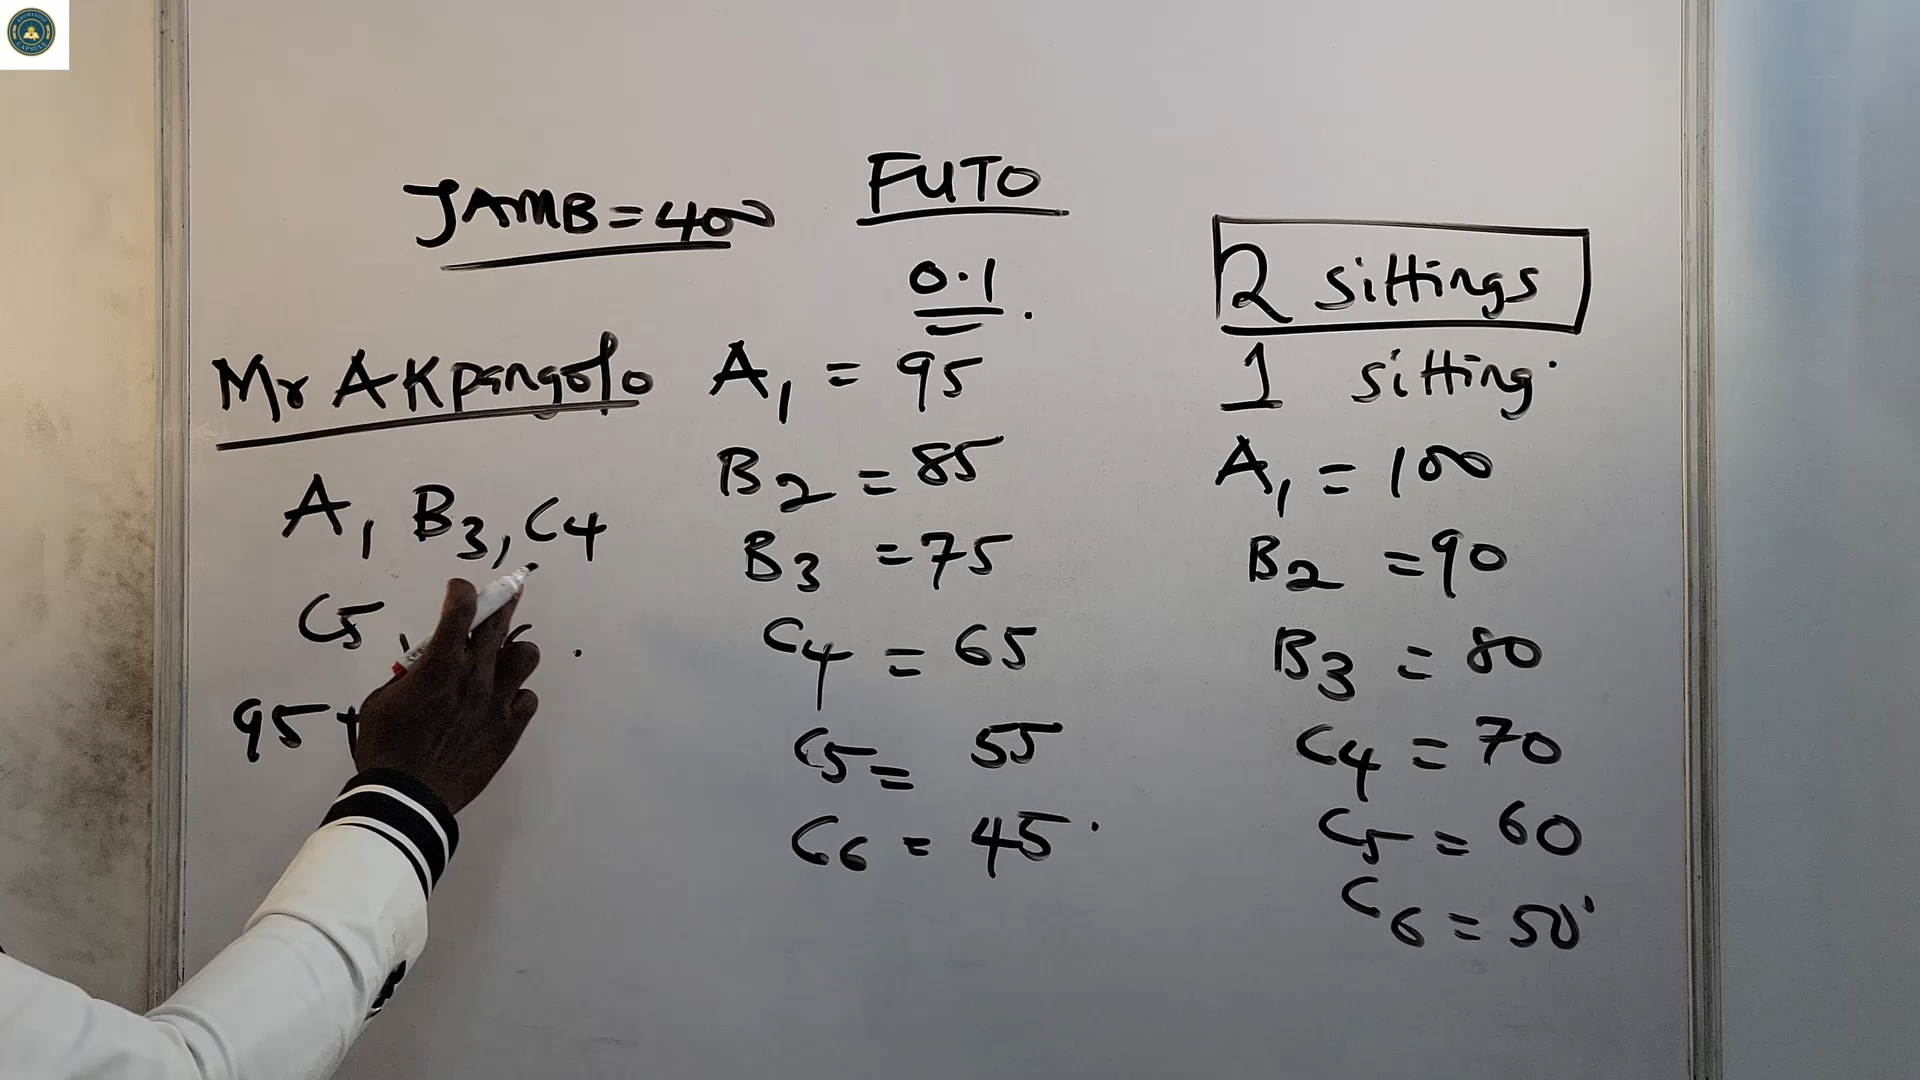 KNOWLEDGE
CAPSULE
JAMB = 400
FUTO
0.1
Mr AKpangolo
A1 B3, C4
C5
95 +
A1 = 95
B2 = 85
B3 = 75
C4 = 65
C5 = 55
C6 = 45
2 sittings
1 sitting
A1 = 100
B2 = 90
B3 = 80
C4 = 70
C5 = 60
C6 = 50